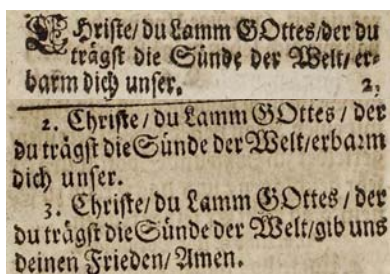 CHriste/ du Lamm GOttes/der du
trägst die Sünde der Welt/ er-
barm dich unser. 2,
2. Christe/ du Lamm GOttes / der
du trägst die Sünde der Welt/erbarm
dich unser.
3. Christe/ du Lamm GOttes / der
du trägst die Sünde der Welt/gib uns
deinen Frieden/ Amen.